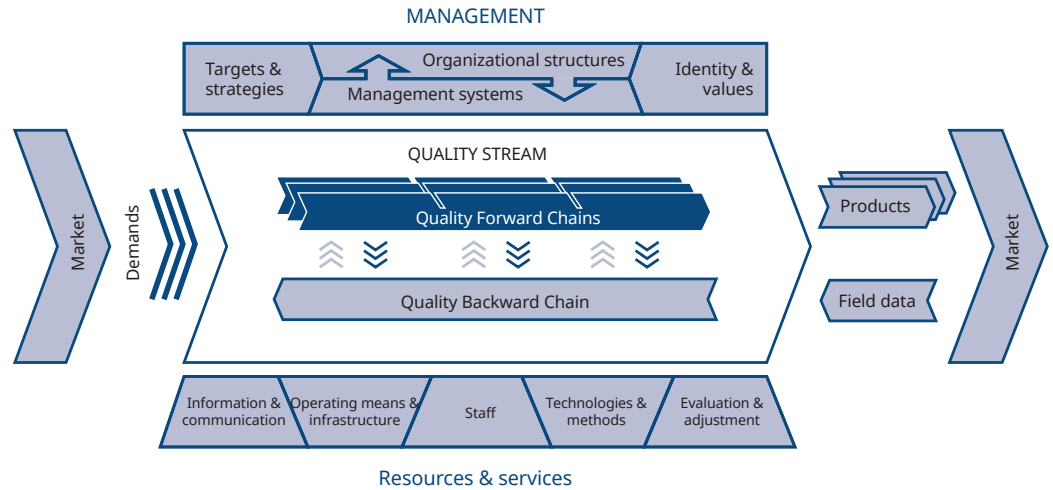 MANAGEMENT
Targets &
strategies
Organizational structures
Management systems
Identity &
values
Market
Demands
QUALITY STREAM
Quality Forward Chains
Quality Backward Chain
Products
Field data
Market
Information &
communication
Operating means &
infrastructure
Staff
Technologies &
methods
Evaluation &
adjustment
Resources & services